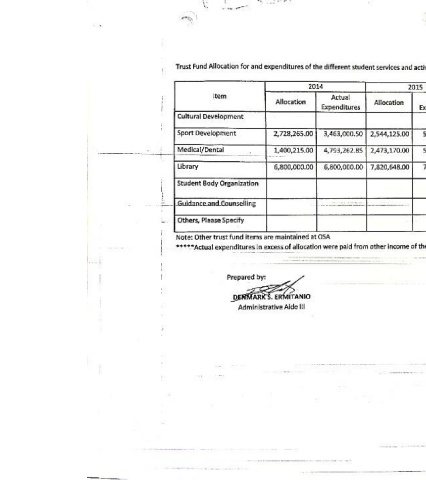 Trust Fund Allocation for and expenditures of the different student services and acti
Item 2014 2015
Allocation Actual Expenditures Allocation Ex
Cultural Development
Sport Development 2,728,265.00 3,463,000.50 2,544,125.00 5
Medical/Dental 1,400,215.00 4,793,262.85 2,473,170.00 5
Library 6,800,000.00 6,800,000.00 7,820,648.00 7
Student Body Organization
Guidance and Counselling
Others, Please Specify
Note: Other trust fund items are maintained at OSA
*****Actual expenditures in excess of allocation were paid from other income of the
Prepared by:
DENMARK S. ERMITANIO
Administrative Aide III